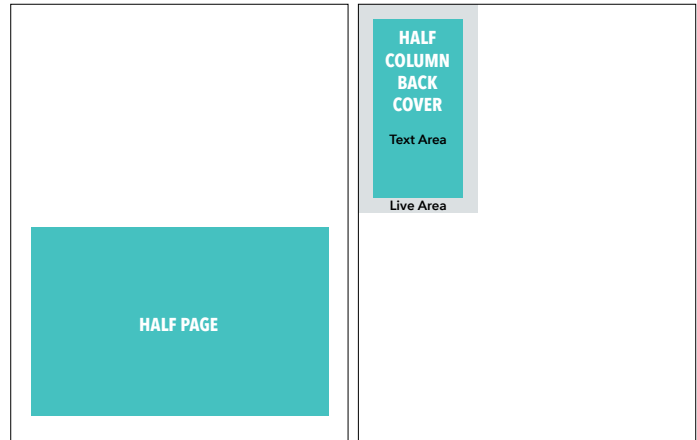 HALF PAGE
HALF
COLUMN
BACK
COVER
Text Area
Live Area